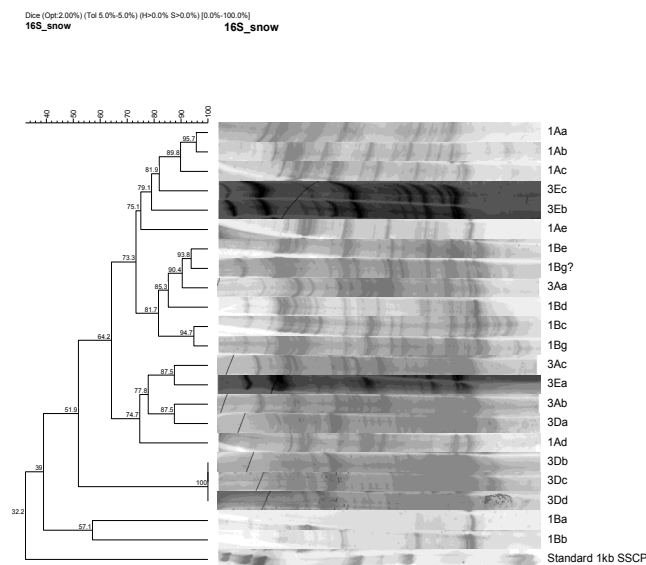 Dice (Opt:2.00%) (Tol 5.0%-5.0%) (H>0.0% S>0.0%) [0.0%-100.0%]
16S_snow 16S_snow
40 50 60 70 80 90 100
1Aa
95.7
1Ab
89.8
1Ac
81.9
3Ec
79.1
3Eb
75.1
1Ae
1Be
93.8
73.3
1Bg?
90.4
3Aa
85.3
1Bd
81.7
1Bc
94.7
1Bg
64.2
3Ac
87.5
3Ea
77.8
3Ab
51.9
87.5
3Da
74.7
1Ad
3Db
39
3Dc
100
3Dd
32.2
1Ba
57.1
1Bb
Standard 1kb SSCP